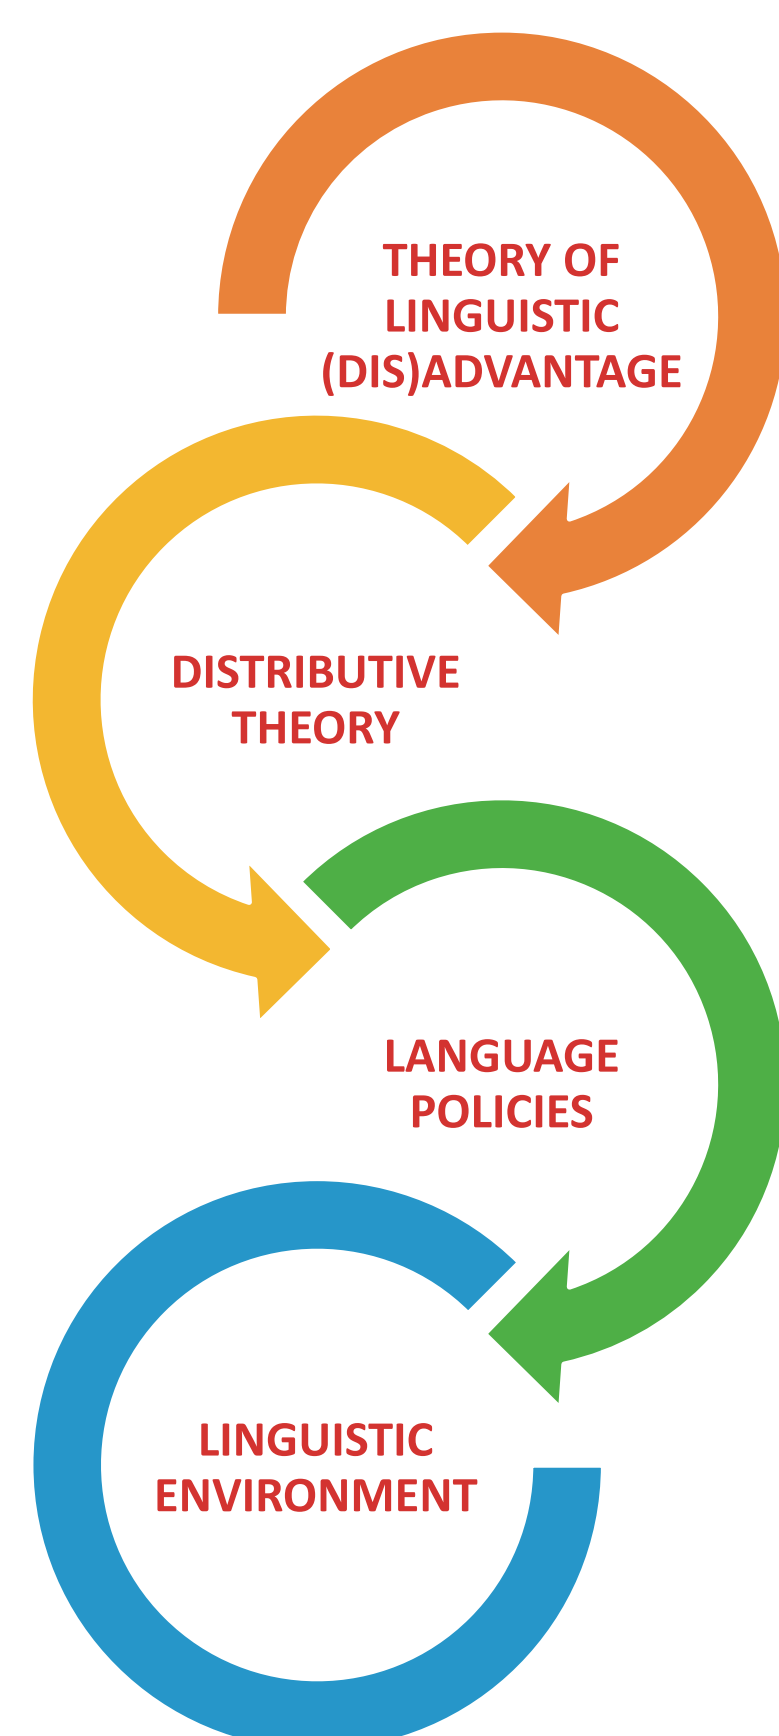 THEORY OF
LINGUISTIC
(DIS)ADVANTAGE
DISTRIBUTIVE
THEORY
LANGUAGE
POLICIES
LINGUISTIC
ENVIRONMENT